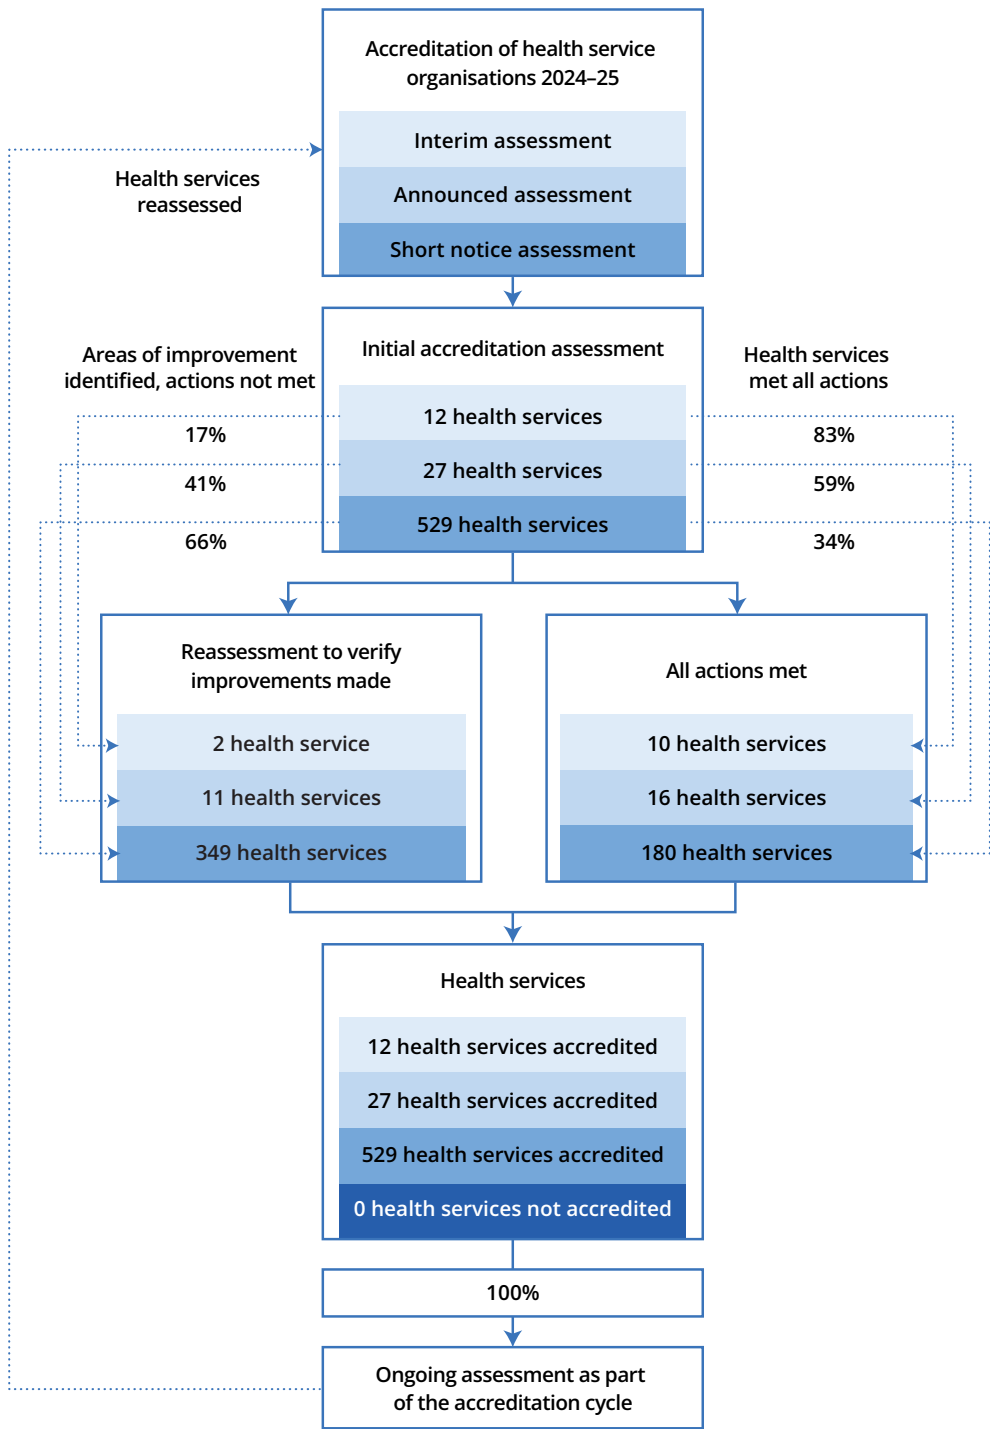 Accreditation of health service
organisations 2024–25
Interim assessment
Announced assessment
Short notice assessment
Health services
reassessed
Initial accreditation assessment
12 health services
27 health services
529 health services
Areas of improvement
identified, actions not met
17%
41%
66%
Health services
met all actions
83%
59%
34%
Reassessment to verify
improvements made
2 health service
11 health services
349 health services
All actions met
10 health services
16 health services
180 health services
Health services
12 health services accredited
27 health services accredited
529 health services accredited
0 health services not accredited
100%
Ongoing assessment as part
of the accreditation cycle